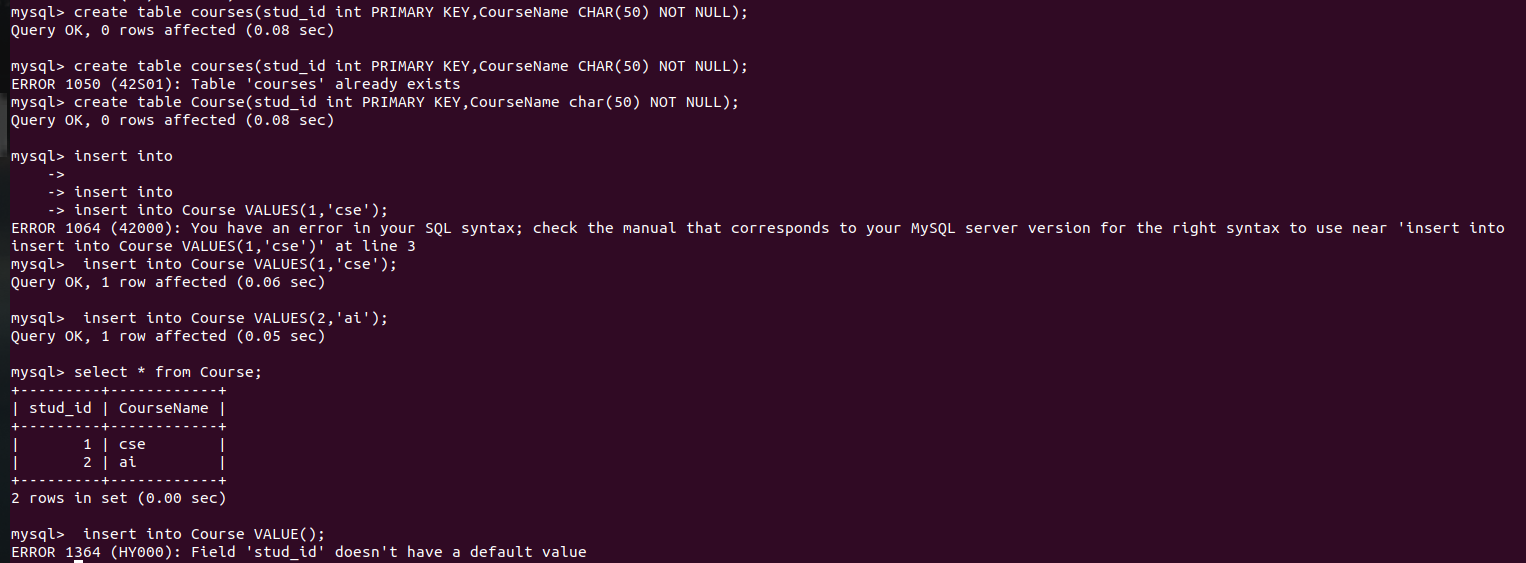 mysql> create table courses(stud_id int PRIMARY KEY,CourseName CHAR(50) NOT NULL);
Query OK, 0 rows affected (0.08 sec)
mysql> create table courses(stud_id int PRIMARY KEY,CourseName CHAR(50) NOT NULL);
ERROR 1050 (42S01): Table 'courses' already exists
mysql> create table Course(stud_id int PRIMARY KEY,CourseName char(50) NOT NULL);
Query OK, 0 rows affected (0.08 sec)
mysql> insert into
    ->
    -> insert into
    -> insert into Course VALUES(1,'cse');
ERROR 1064 (42000): You have an error in your SQL syntax; check the manual that corresponds to your MySQL server version for the right syntax to use near 'insert into
insert into Course VALUES(1,'cse')' at line 3
mysql>  insert into Course VALUES(1,'cse');
Query OK, 1 row affected (0.06 sec)
mysql>  insert into Course VALUES(2,'ai');
Query OK, 1 row affected (0.05 sec)
mysql> select * from Course;
+---------+------------+
| stud_id | CourseName |
+---------+------------+
|       1 | cse        |
|       2 | ai         |
+---------+------------+
2 rows in set (0.00 sec)
mysql>  insert into Course VALUE();
ERROR 1364 (HY000): Field 'stud_id' doesn't have a default value